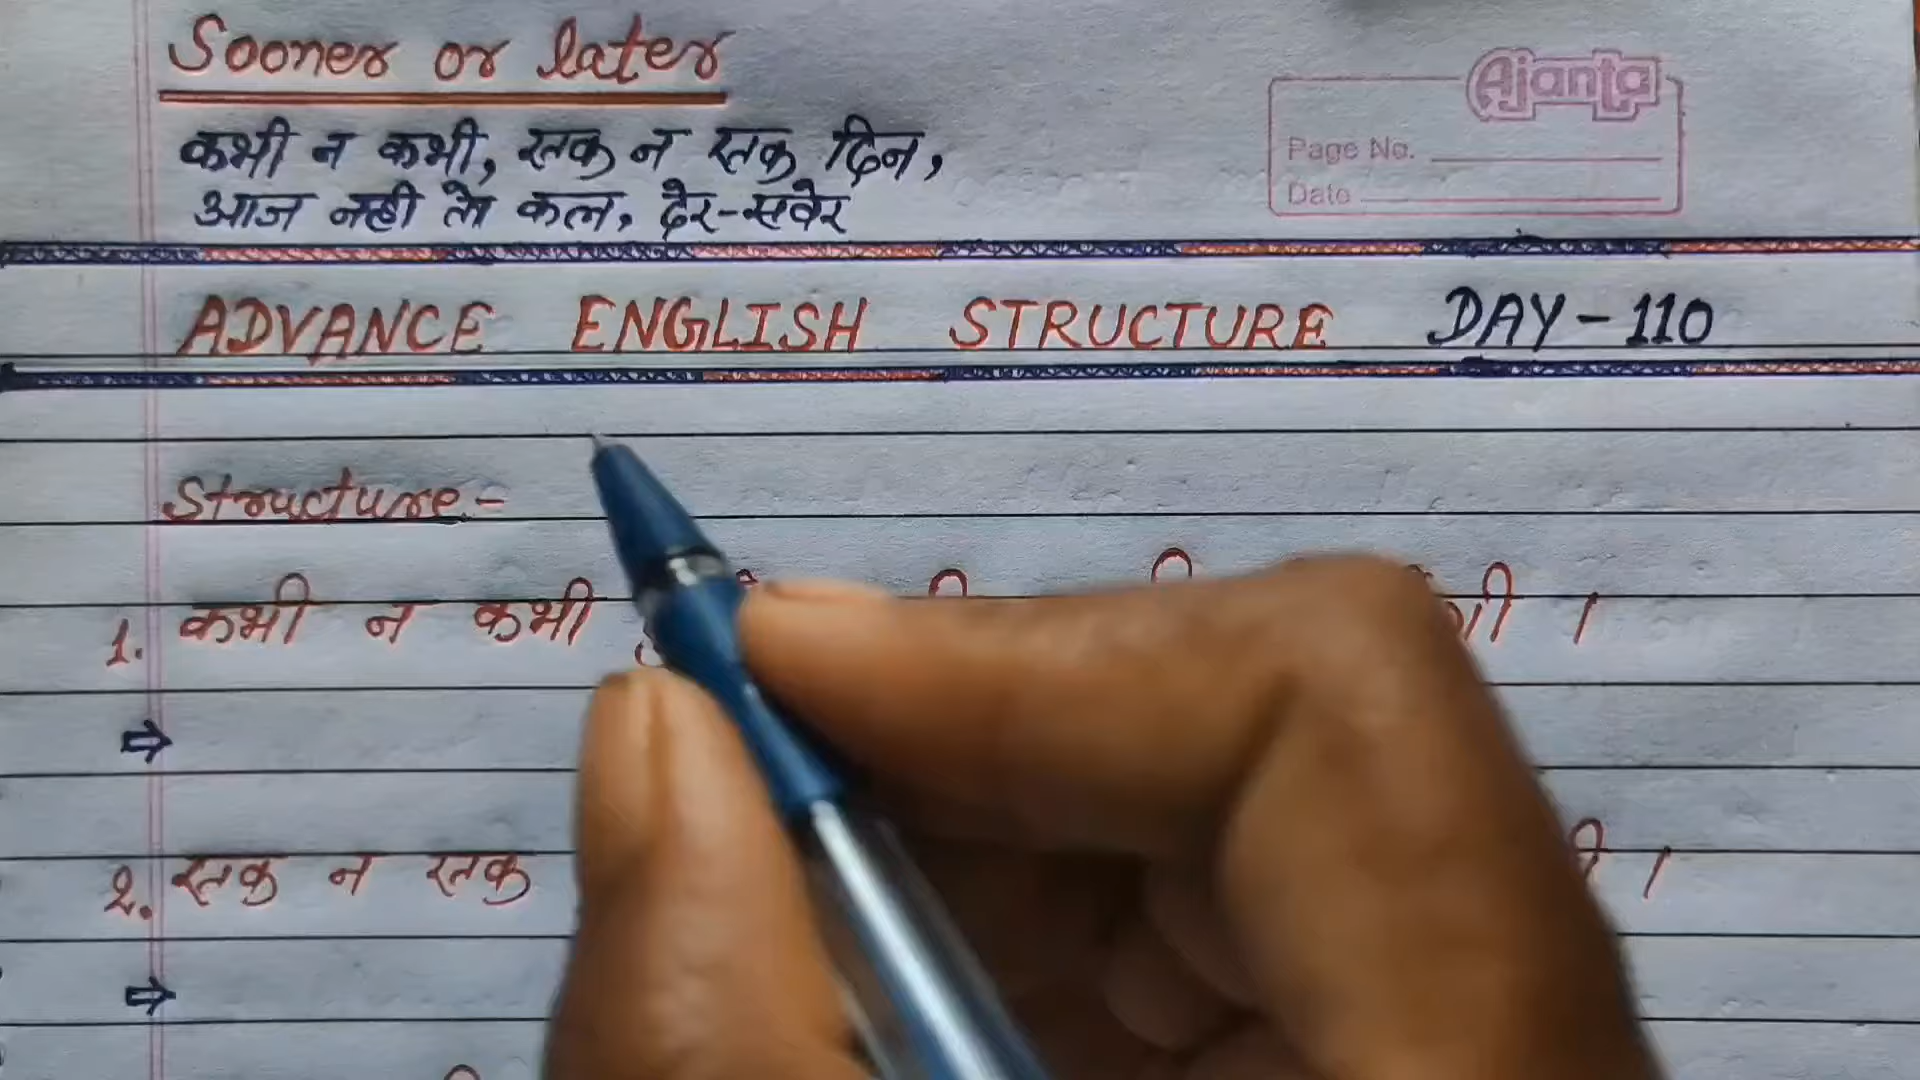 Sooner or later
Ajanta
Page No.
Date
कभी न कभी, एक न एक दिन,
आज नही तो कल, देर-सवेर
ADVANCE ENGLISH STRUCTURE DAY-110
Structure-
1. कभी न कभी ।
⇨
2. एक न एक ।
⇨